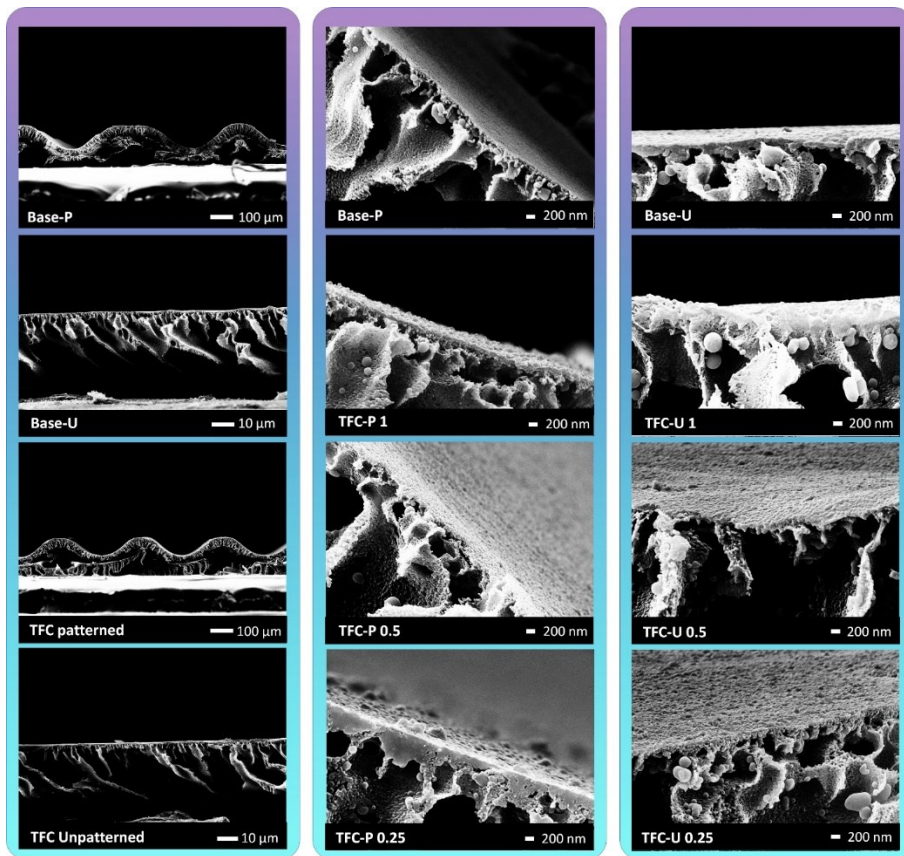 Base-P 100 µm
Base-U 10 µm
TFC patterned 100 µm
TFC Unpatterned 10 µm
Base-P 200 nm
TFC-P 1 200 nm
TFC-P 0.5 200 nm
TFC-P 0.25 200 nm
Base-U 200 nm
TFC-U 1 200 nm
TFC-U 0.5 200 nm
TFC-U 0.25 200 nm